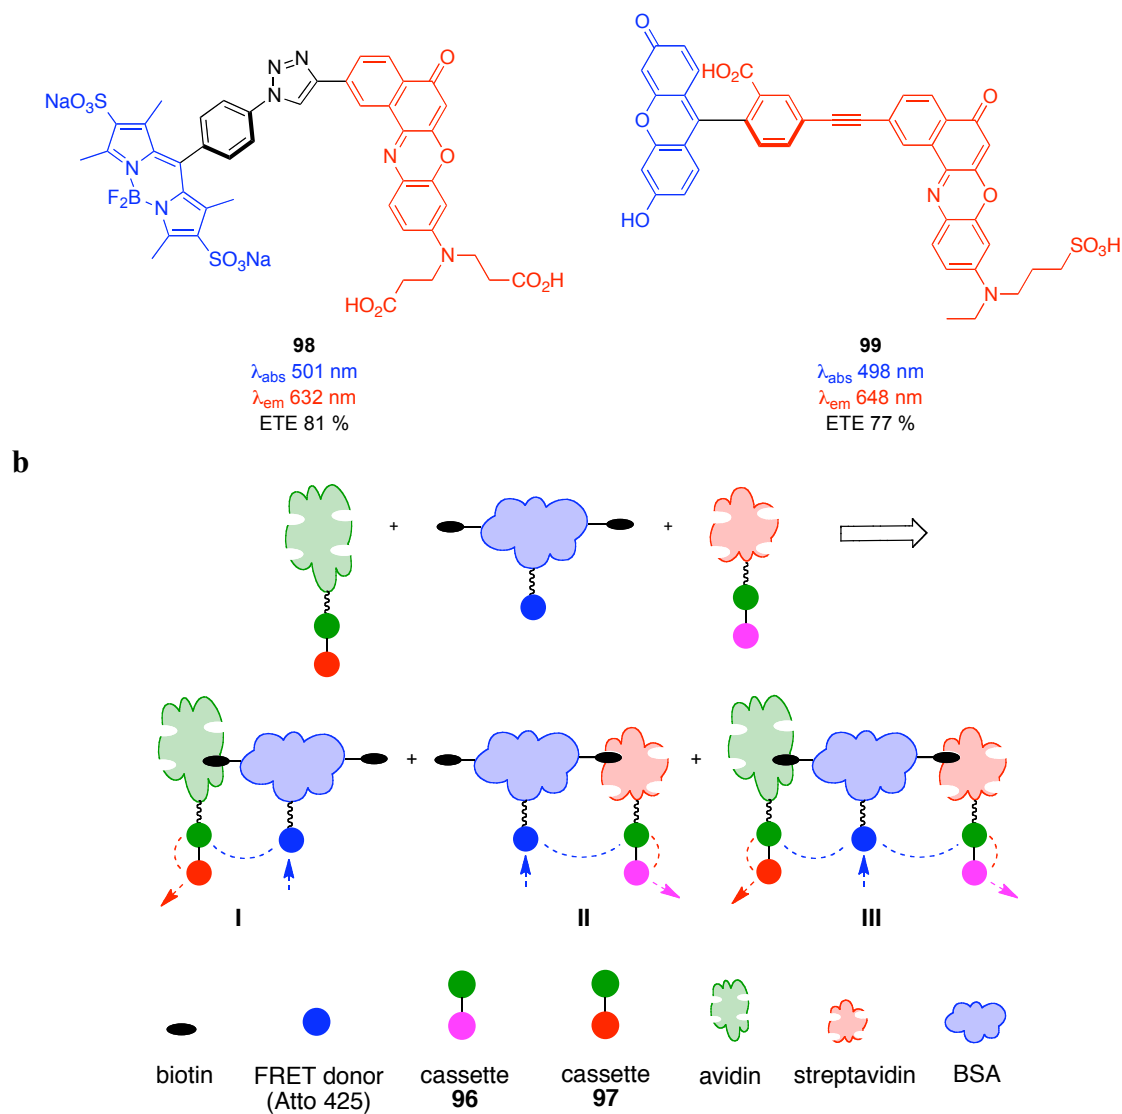 O
N
N
N
O
NaO₃S
N
O
N
B
F₂
N
SO₃Na
N
HO₂C
CO₂H
O
HO₂C
O
O
HO
N
O
N
SO₃H
98
λabs 501 nm
λem 632 nm
ETE 81 %
99
λabs 498 nm
λem 648 nm
ETE 77 %
b
+
+
+
+
I
II
III
biotin
FRET donor
(Atto 425)
cassette
96
cassette
97
avidin
streptavidin
BSA